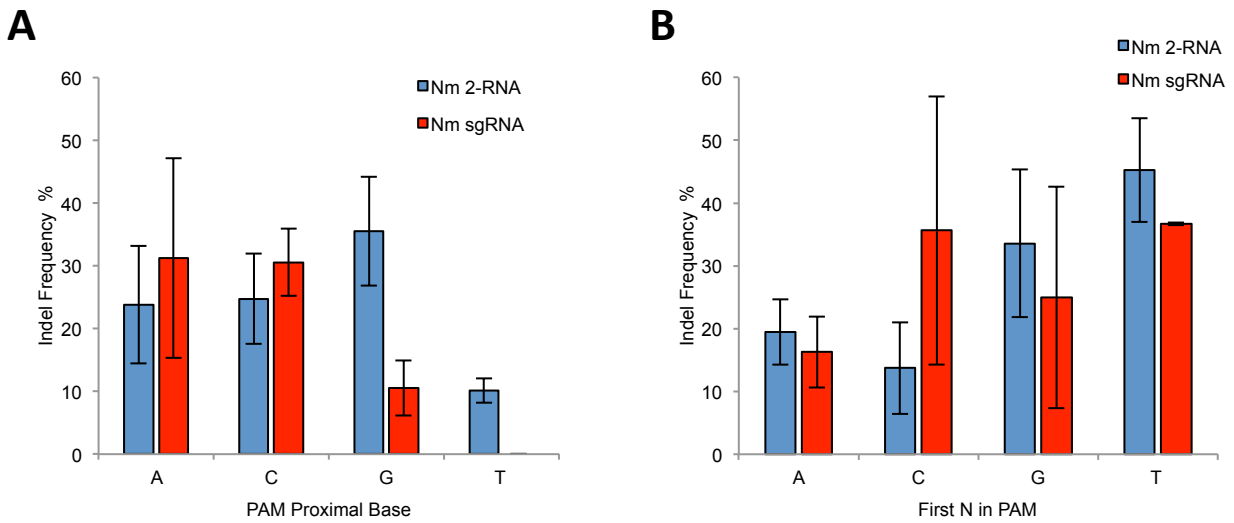 A
Nm 2-RNA
Nm sgRNA
Indel Frequency %
60
50
40
30
20
10
0
A C G T
PAM Proximal Base
B
Nm 2-RNA
Nm sgRNA
Indel Frequency %
60
50
40
30
20
10
0
A C G T
First N in PAM